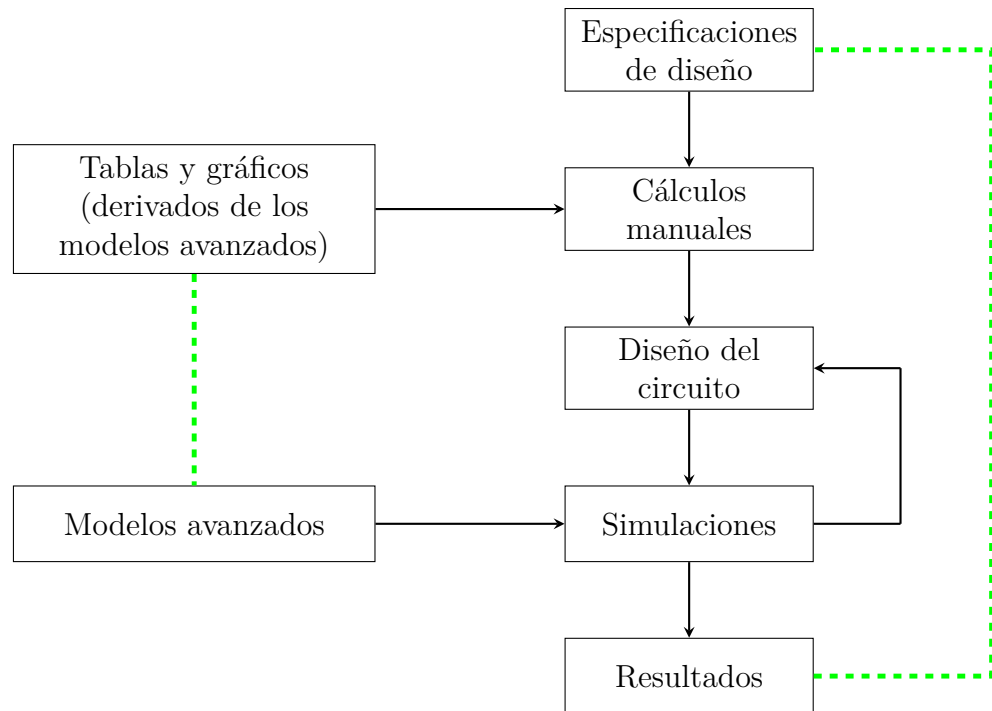 Especificaciones
de diseño
Tablas y gráficos
(derivados de los
modelos avanzados)
Cálculos
manuales
Diseño del
circuito
Modelos avanzados
Simulaciones
Resultados